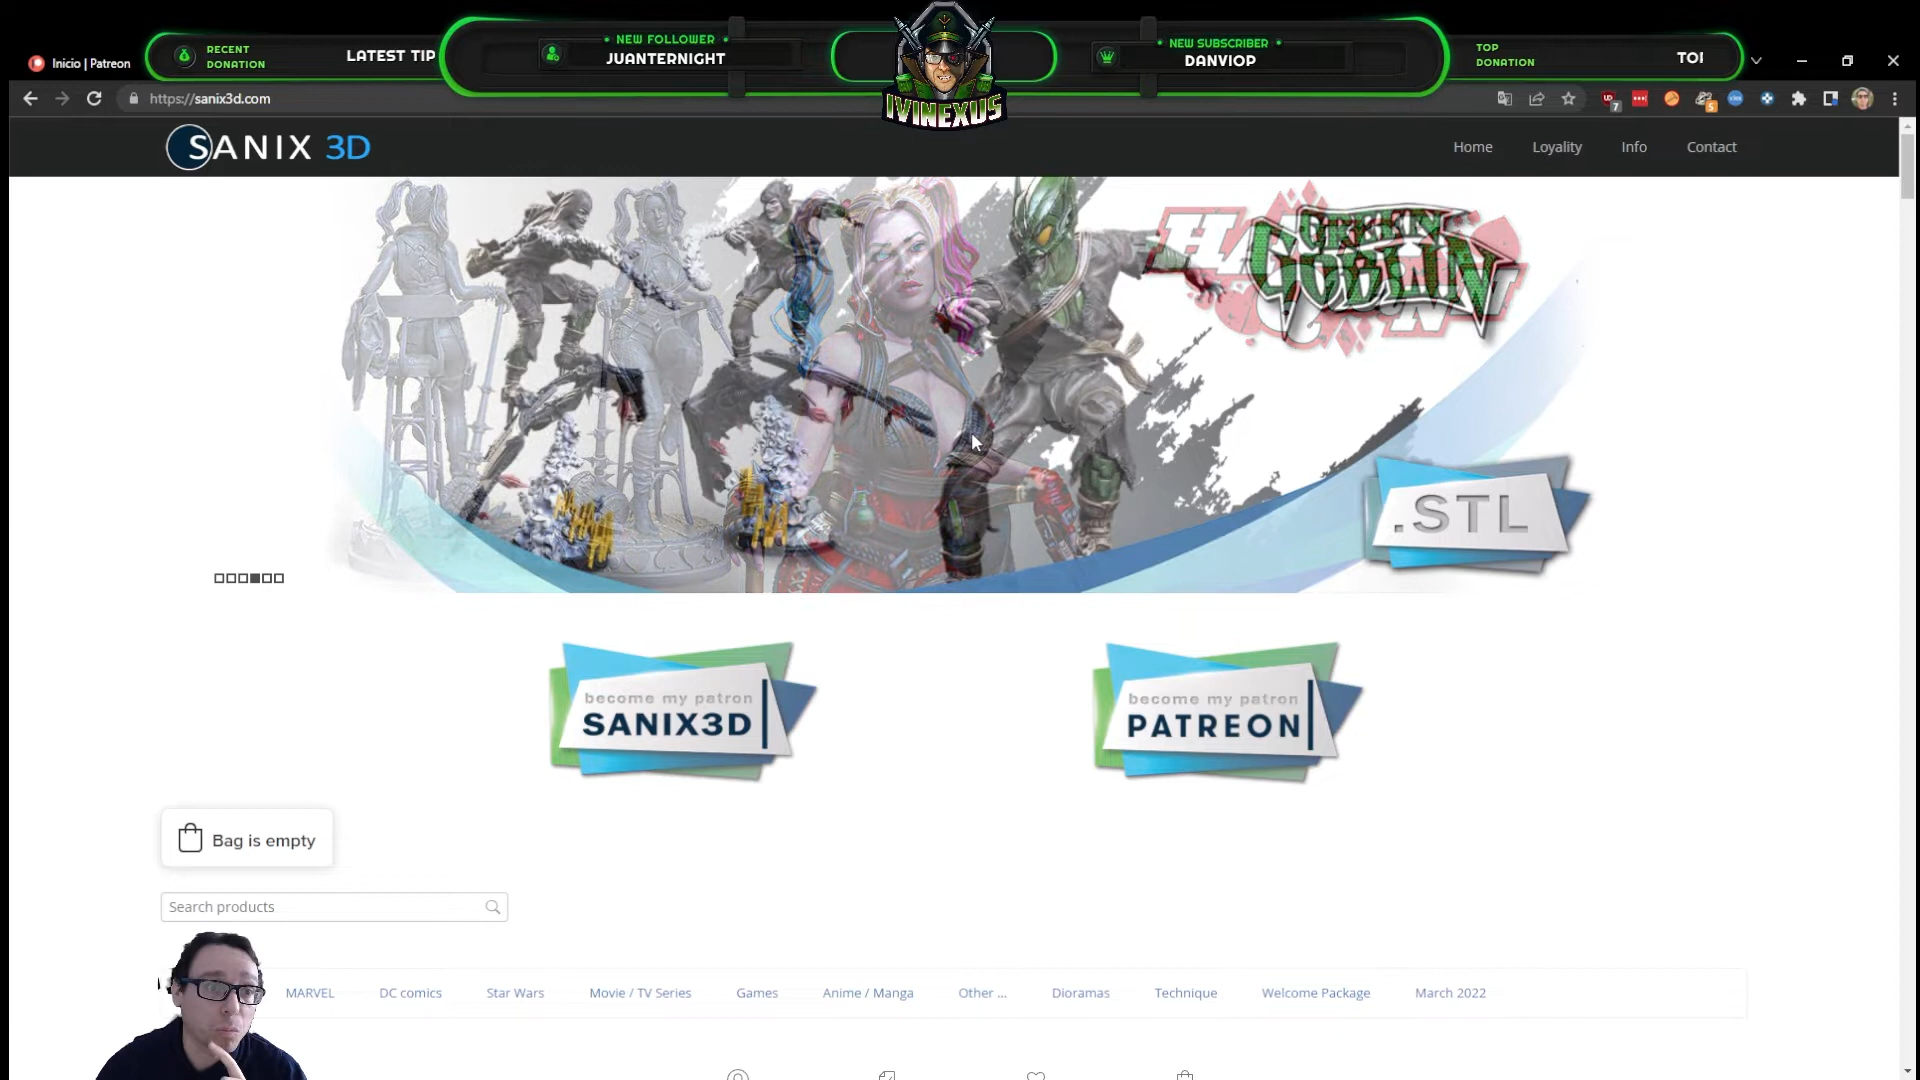 RECENT
DONATION
LATEST TIP
NEW FOLLOWER
JUANTERNIGHT
IVINEXUS
NEW SUBSCRIBER
DANVIOP
TOP
DONATION
TOI
Inicio | Patreon
https://sanix3d.com
7
5
SANIX 3D
Home
Loyality
Info
Contact
GREEN
GOBLIN
.STL
become my patron
SANIX3D
become my patron
PATREON
Bag is empty
Search products
MARVEL
DC comics
Star Wars
Movie / TV Series
Games
Anime / Manga
Other ...
Dioramas
Technique
Welcome Package
March 2022